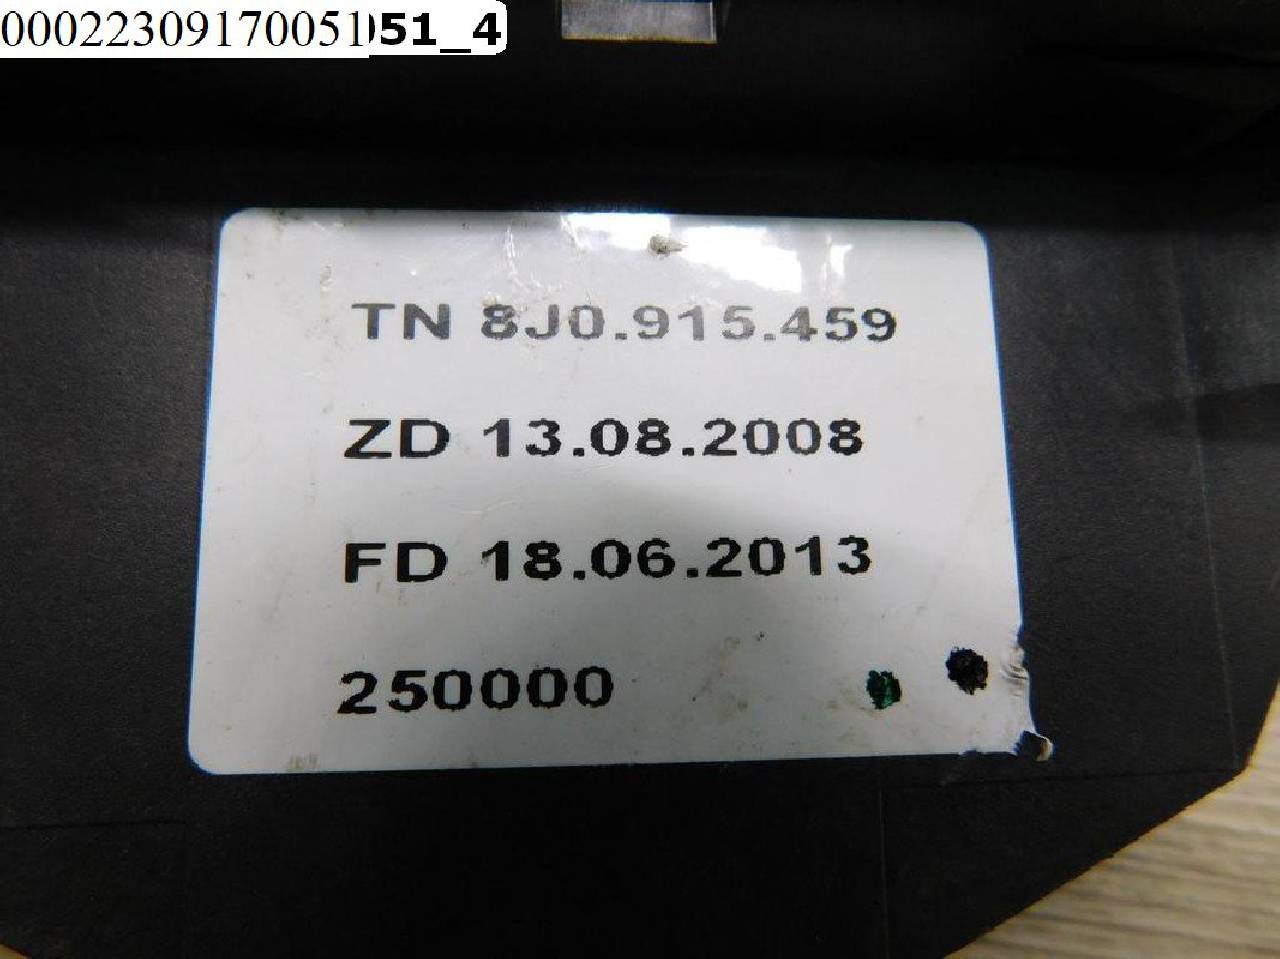 00022309170051051_4
TN 8J0.915.459
ZD 13.08.2008
FD 18.06.2013
250000